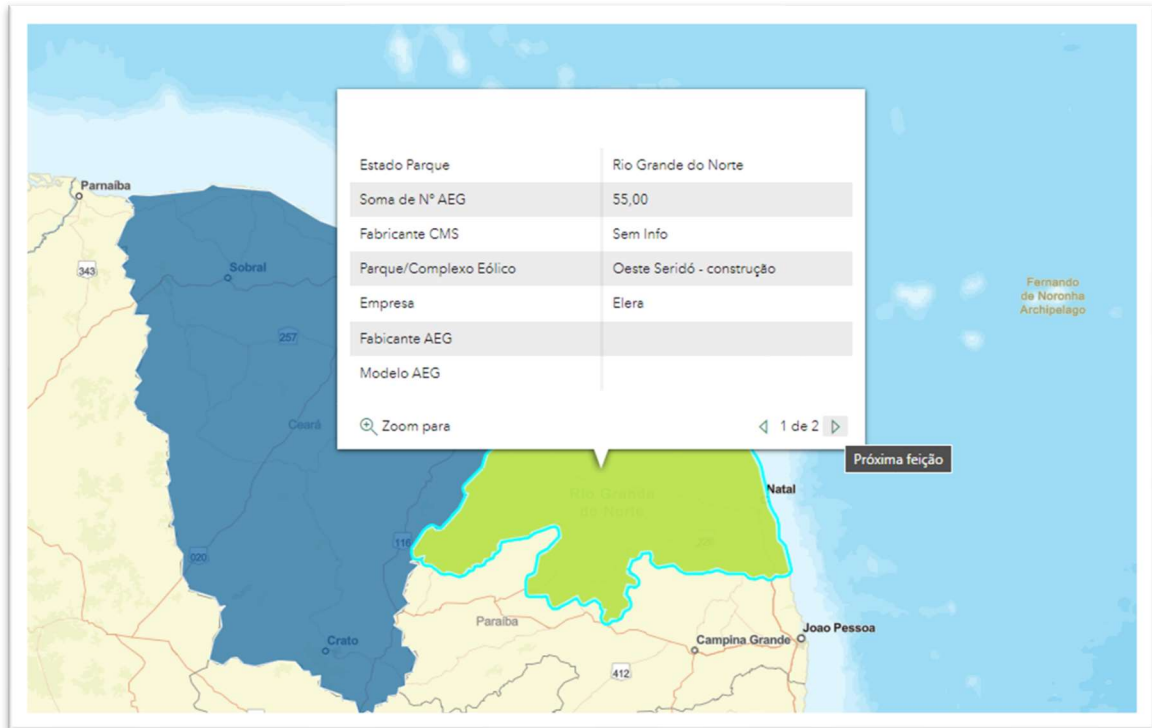 Parnaíba
343
Sobral
257
Ceará
020
116
Crato
Estado Parque Rio Grande do Norte
Soma de Nº AEG 55,00
Fabricante CMS Sem Info
Parque/Complexo Eólico Oeste Seridó - construção
Empresa Elera
Fabicante AEG
Modelo AEG
Zoom para 1 de 2
Próxima feição
Fernando
de Noronha
Archipelago
Rio Grande
do Norte
Natal
Paraíba
Campina Grande
Joao Pessoa
412